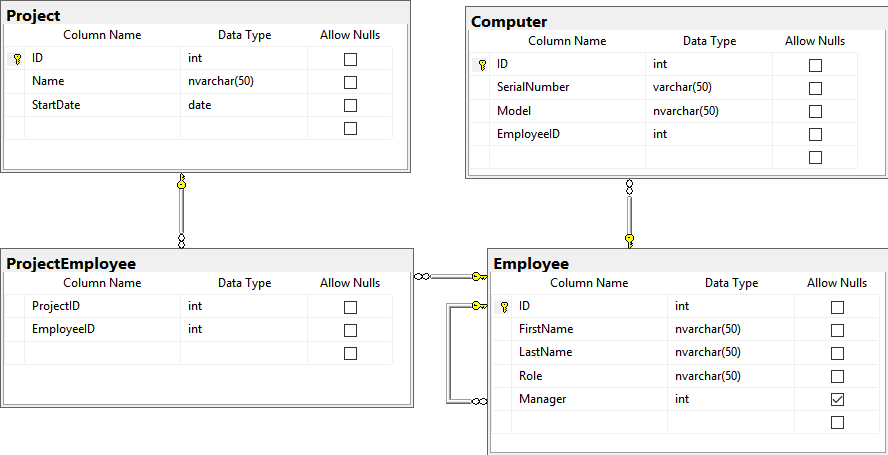 Project
Column Name Data Type Allow Nulls
ID int
Name nvarchar(50)
StartDate date
Computer
Column Name Data Type Allow Nulls
ID int
SerialNumber varchar(50)
Model nvarchar(50)
EmployeeID int
ProjectEmployee
Column Name Data Type Allow Nulls
ProjectID int
EmployeeID int
Employee
Column Name Data Type Allow Nulls
ID int
FirstName nvarchar(50)
LastName nvarchar(50)
Role nvarchar(50)
Manager int